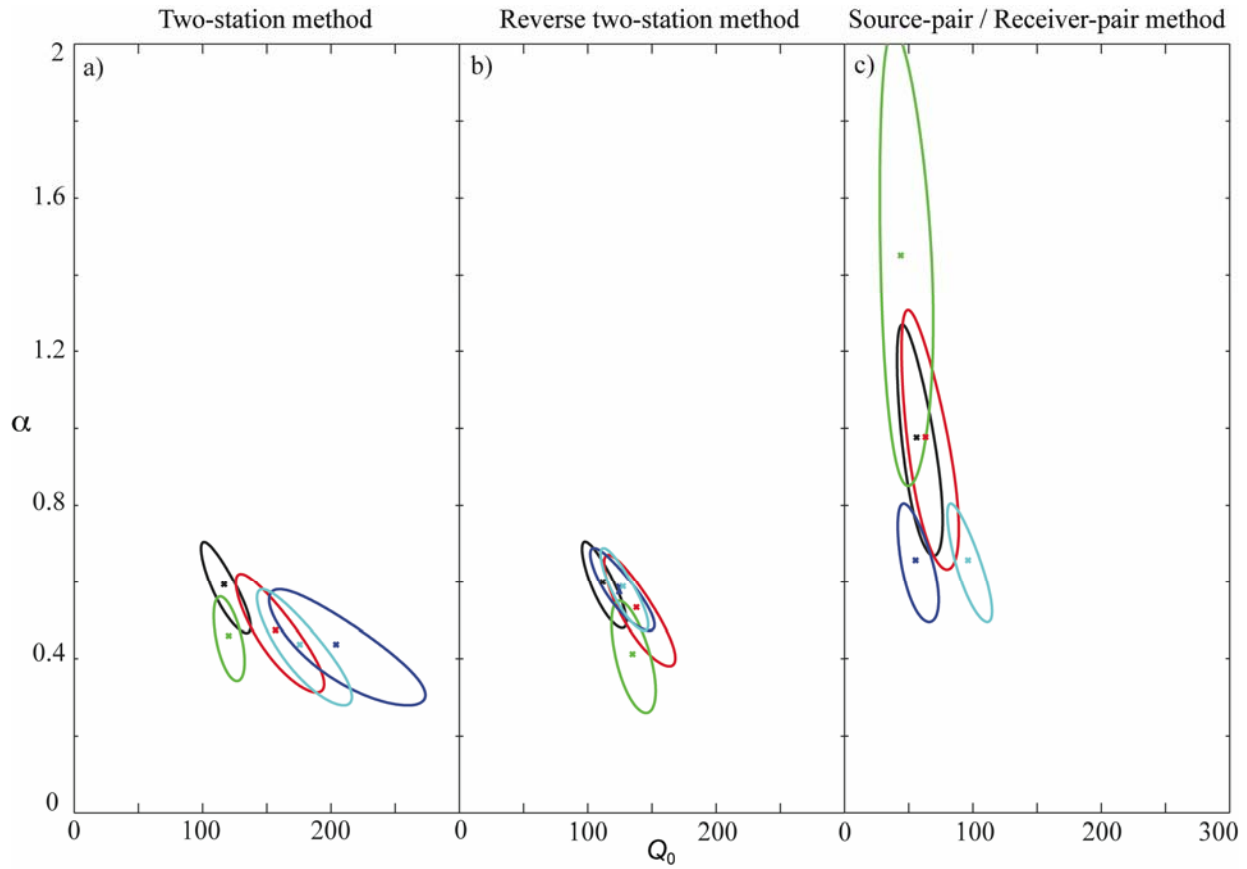 Two-station method
Reverse two-station method
Source-pair / Receiver-pair method
a)
b)
c)
2
1.6
1.2
α
0.8
0.4
0
0
100
200
0
100
200
0
100
200
300
Q0